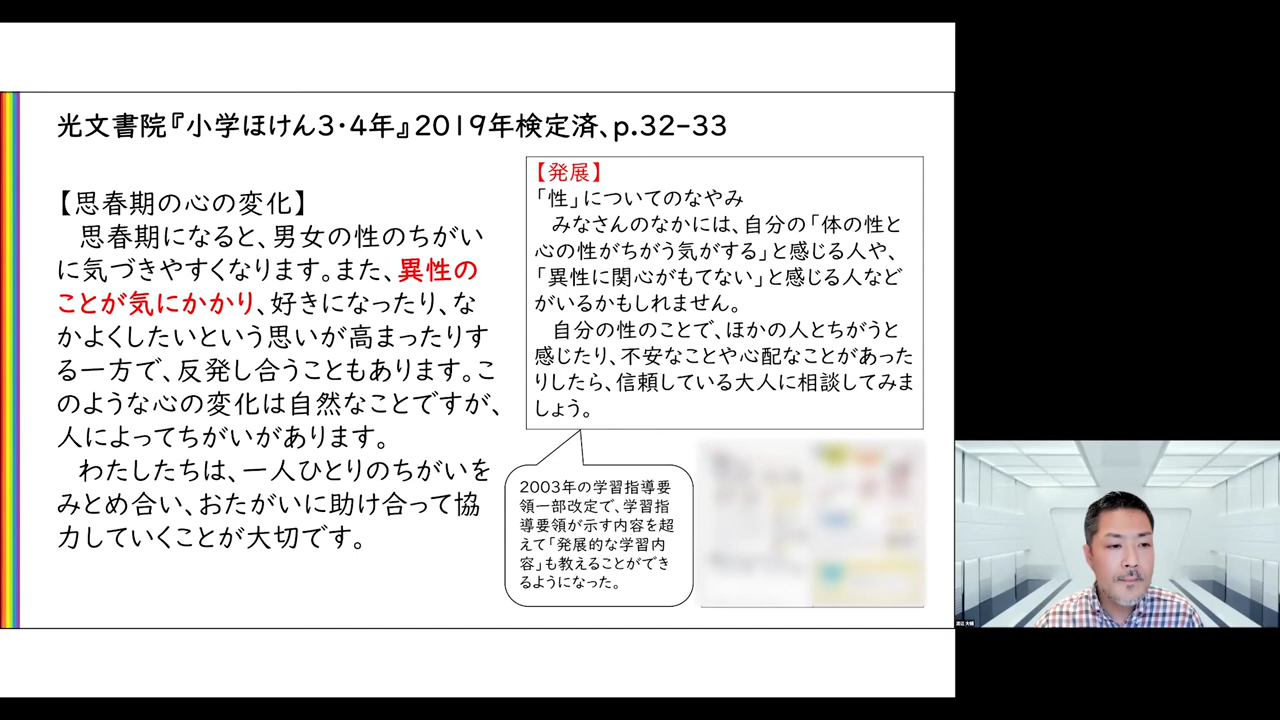 光文書院『小学ほけん3・4年』2019年検定済、p.32-33
【思春期の心の変化】
思春期になると、男女の性のちがい
に気づきやすくなります。また、異性の
ことが気にかかり、好きになったり、な
かよくしたいという思いが高まったりす
る一方で、反発し合うこともあります。こ
のような心の変化は自然なことですが、
人によってちがいがあります。
わたしたちは、一人ひとりのちがいを
みとめ合い、おたがいに助け合って協
力していくことが大切です。
【発展】
「性」についてのなやみ
みなさんのなかには、自分の「体の性と
心の性がちがう気がする」と感じる人や、
「異性に関心がもてない」と感じる人など
がいるかもしれません。
自分の性のことで、ほかの人とちがうと
感じたり、不安なことや心配なことがあった
りしたら、信頼している大人に相談してみま
しょう。
2003年の学習指導要
領一部改定で、学習指
導要領が示す内容を超
えて「発展的な学習内
容」も教えることができ
るようになった。
渡辺 大輔